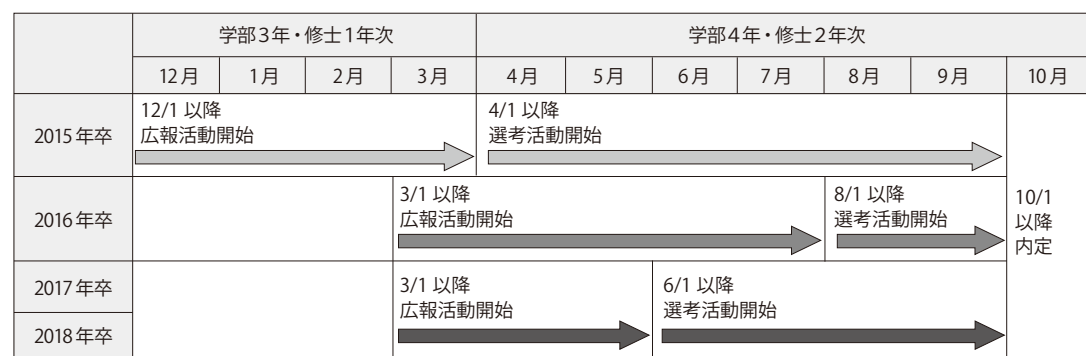 学部3年・修士1年次
学部4年・修士2年次
12月
1月
2月
3月
4月
5月
6月
7月
8月
9月
10月
2015年卒
12/1 以降
広報活動開始
4/1 以降
選考活動開始
2016年卒
3/1 以降
広報活動開始
8/1 以降
選考活動開始
10/1
以降
内定
2017年卒
2018年卒
3/1 以降
広報活動開始
6/1 以降
選考活動開始